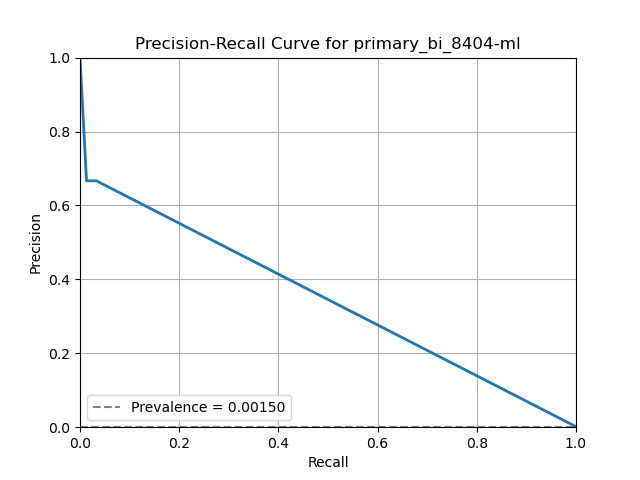 Precision-Recall Curve for primary_bi_8404-ml
1.0
0.8
0.6
0.4
0.2
0.0
Precision
Prevalence = 0.00150
0.0 0.2 0.4 0.6 0.8 1.0
Recall